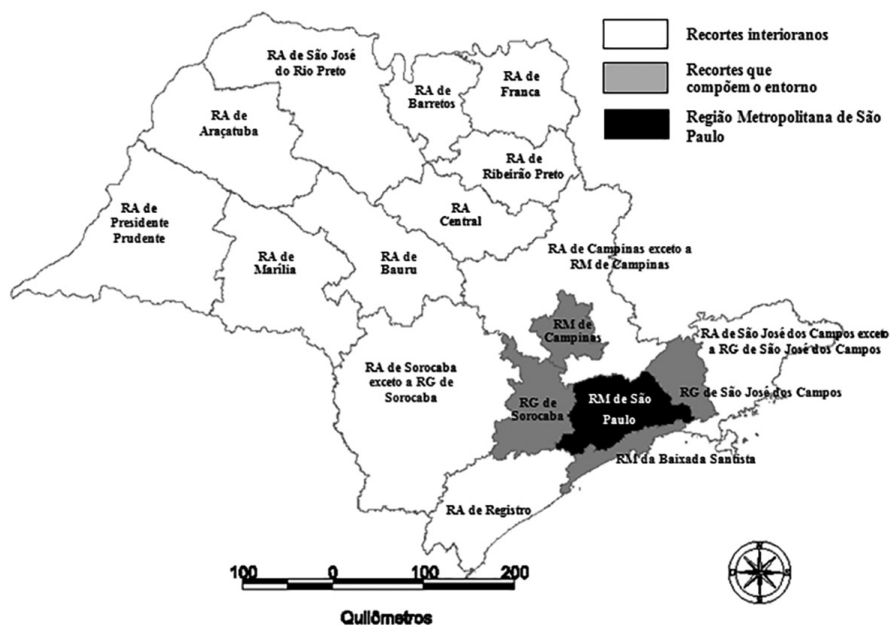 Recortes interioranos
Recortes que
compõem o entorno
Região Metropolitana de São
Paulo
RA de São José
do Rio Preto
RA de
Barretos
RA de
Franca
RA de
Araçatuba
RA de
Ribeirão Preto
RA de
Presidente
Prudente
RA
Central
RA de
Marília
RA de
Bauru
RA de Campinas exceto a
RM de Campinas
RM de
Campinas
RA de São José dos Campos exceto
a RG de São José dos Campos
RA de Sorocaba
exceto a RG de
Sorocaba
RG de
Sorocaba
RM de São
Paulo
RG de São José dos Campos
RM da Baixada Santista
RA de Registro
100 0 100 200
Quilômetros